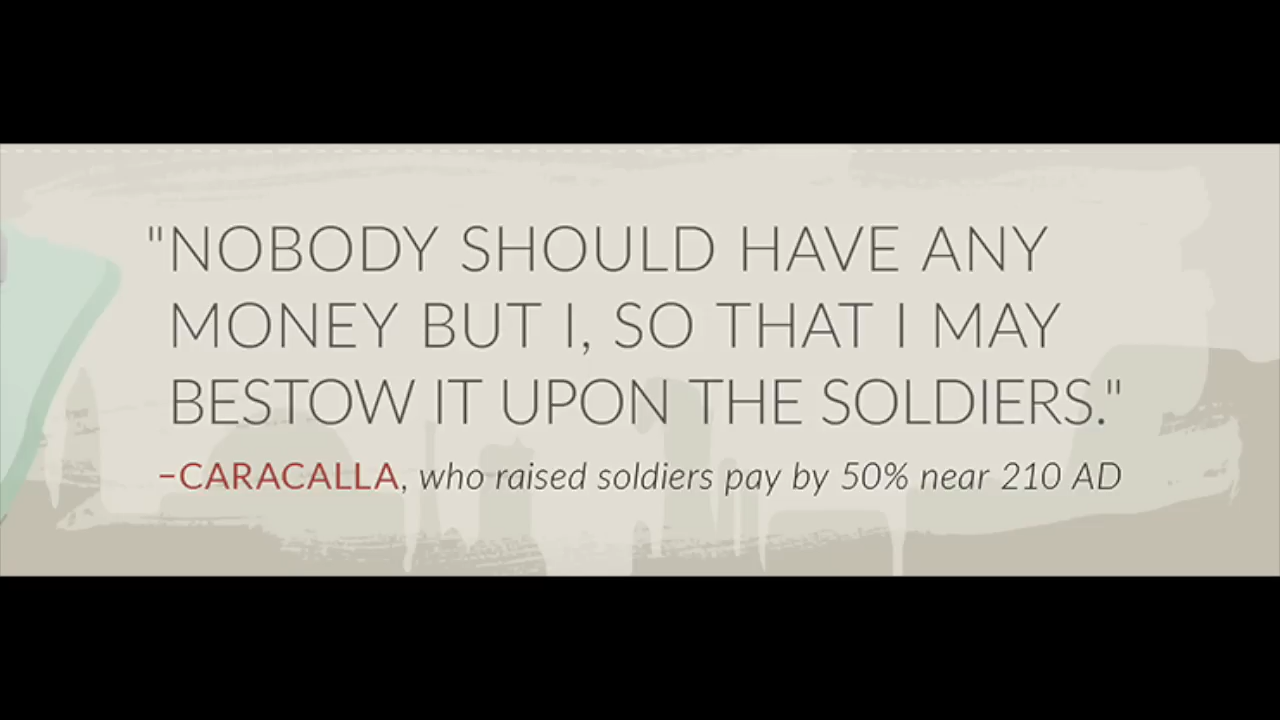 "NOBODY SHOULD HAVE ANY
MONEY BUT I, SO THAT I MAY
BESTOW IT UPON THE SOLDIERS."
–CARACALLA, who raised soldiers pay by 50% near 210 AD